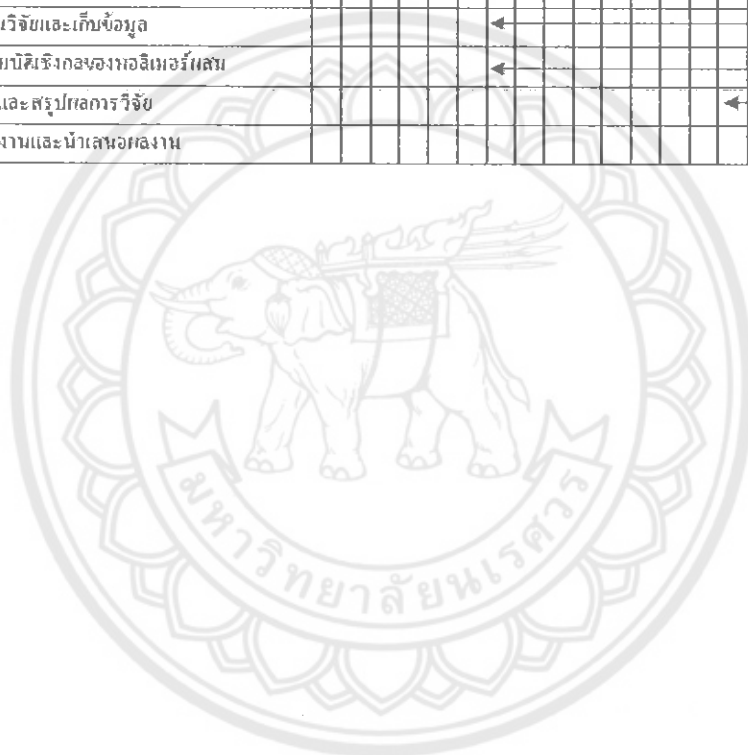 นวิจัยและเก็บข้อมูล
มบัติเชิงกลของพอลิเมอร์ผสม
และสรุปผลการวิจัย
งานและนำเสนอผลงาน
มหาวิทยาลัยนเรศวร